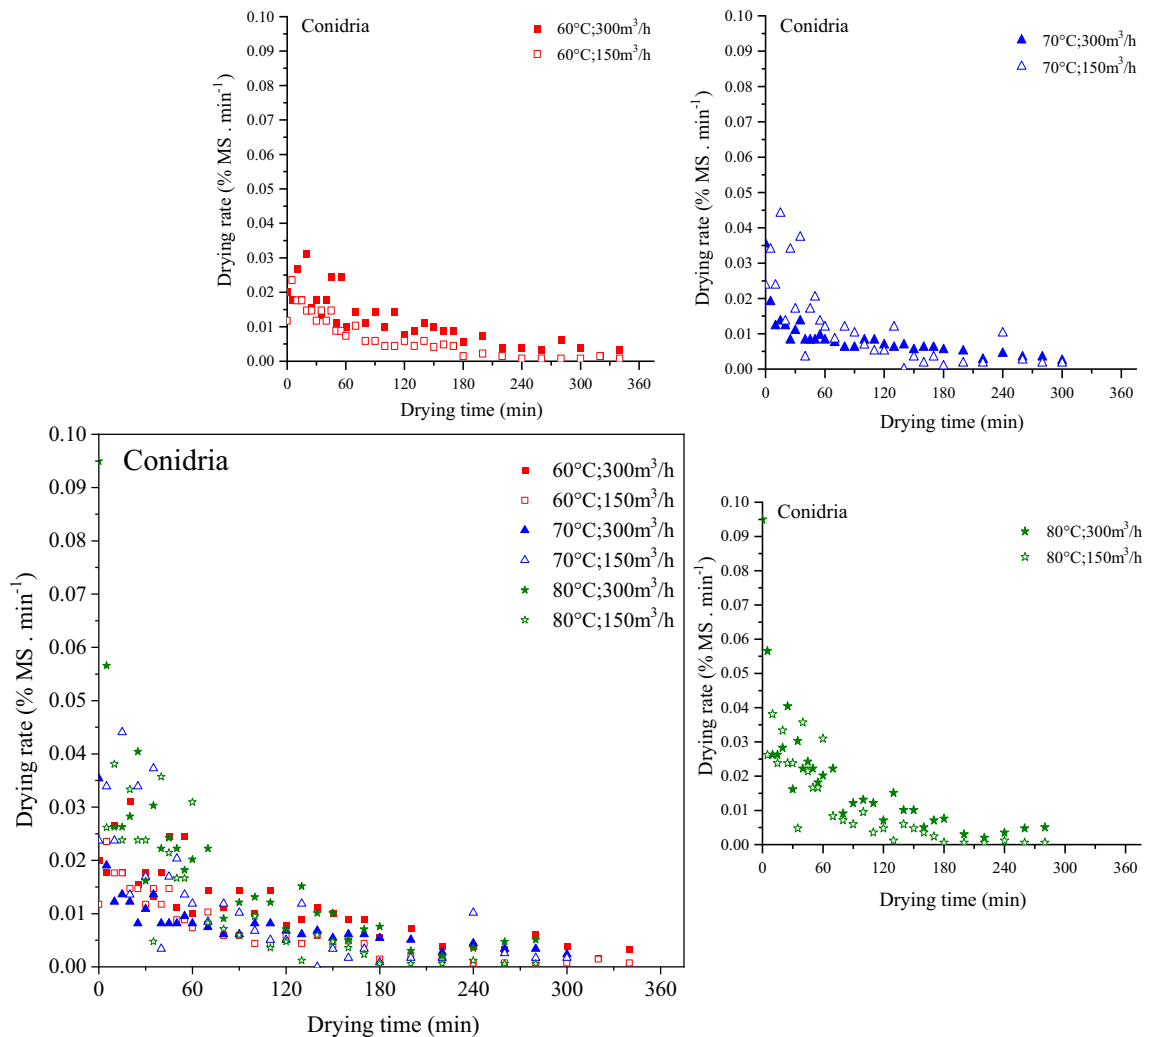 Conidria
60°C;300m³/h
60°C;150m³/h
0.10
0.09
0.08
0.07
0.06
0.05
0.04
0.03
0.02
0.01
0.00
Drying rate (% MS . min⁻¹)
0 60 120 180 240 300 360
Drying time (min)
Conidria
70°C;300m³/h
70°C;150m³/h
0.10
0.09
0.08
0.07
0.06
0.05
0.04
0.03
0.02
0.01
0.00
Drying rate (% MS . min⁻¹)
0 60 120 180 240 300 360
Drying time (min)
Conidria
60°C;300m³/h
60°C;150m³/h
70°C;300m³/h
70°C;150m³/h
80°C;300m³/h
80°C;150m³/h
0.10
0.09
0.08
0.07
0.06
0.05
0.04
0.03
0.02
0.01
0.00
Drying rate (% MS . min⁻¹)
0 60 120 180 240 300 360
Drying time (min)
Conidria
80°C;300m³/h
80°C;150m³/h
0.10
0.09
0.08
0.07
0.06
0.05
0.04
0.03
0.02
0.01
0.00
Drying rate (% MS . min⁻¹)
0 60 120 180 240 300 360
Drying time (min)